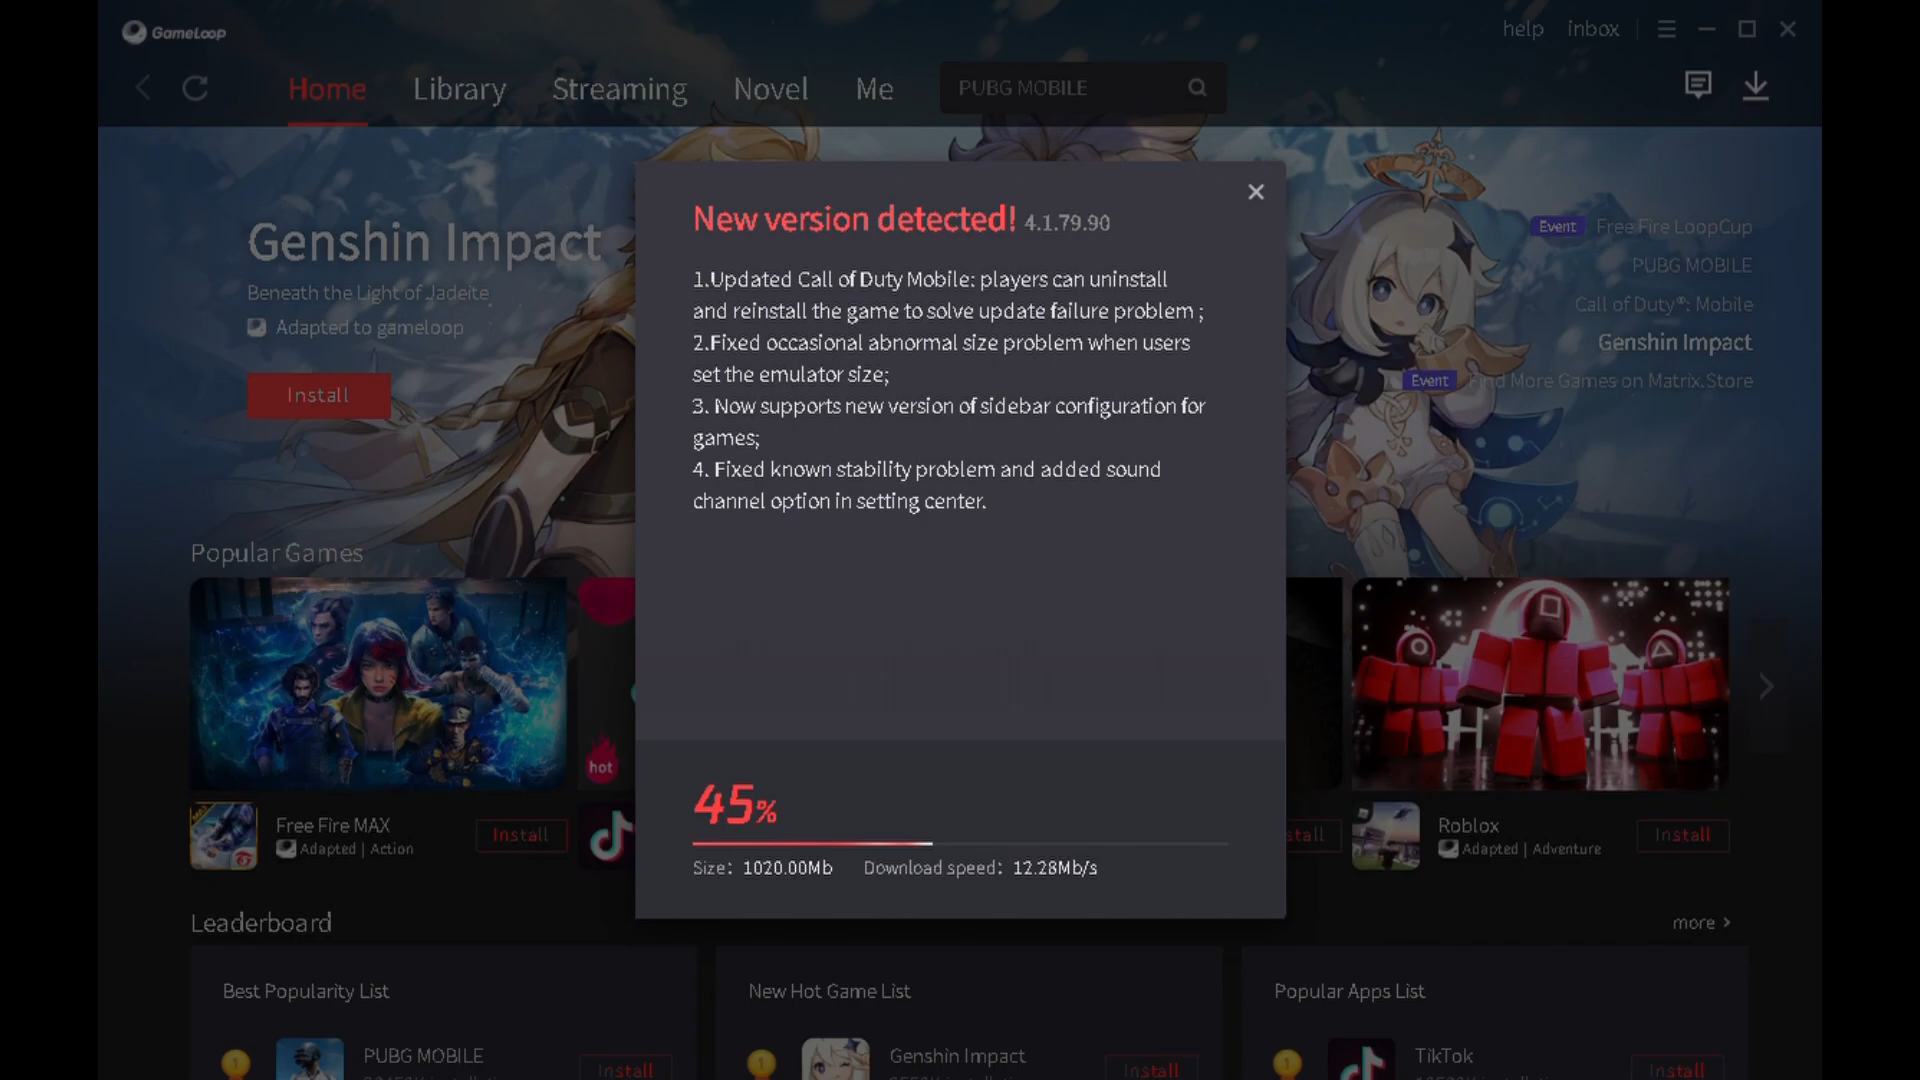 GameLoop
help inbox
Home Library Streaming Novel Me PUBG MOBILE
Genshin Impact
Beneath the Light of Jadeite
Adapted to gameloop
Install
Event Free Fire LoopCup
PUBG MOBILE
Call of Duty®: Mobile
Genshin Impact
Event Find More Games on Matrix.Store
New version detected! 4.1.79.90
1.Updated Call of Duty Mobile: players can uninstall
and reinstall the game to solve update failure problem ;
2.Fixed occasional abnormal size problem when users
set the emulator size;
3. Now supports new version of sidebar configuration for
games;
4. Fixed known stability problem and added sound
channel option in setting center.
45%
Size: 1020.00Mb Download speed: 12.28Mb/s
Popular Games
hot
Free Fire MAX
Adapted | Action
Install
Roblox
Adapted | Adventure
Install
Leaderboard
more >
Best Popularity List
New Hot Game List
Popular Apps List
1 PUBG MOBILE
Install
1 Genshin Impact
Install
1 TikTok
Install